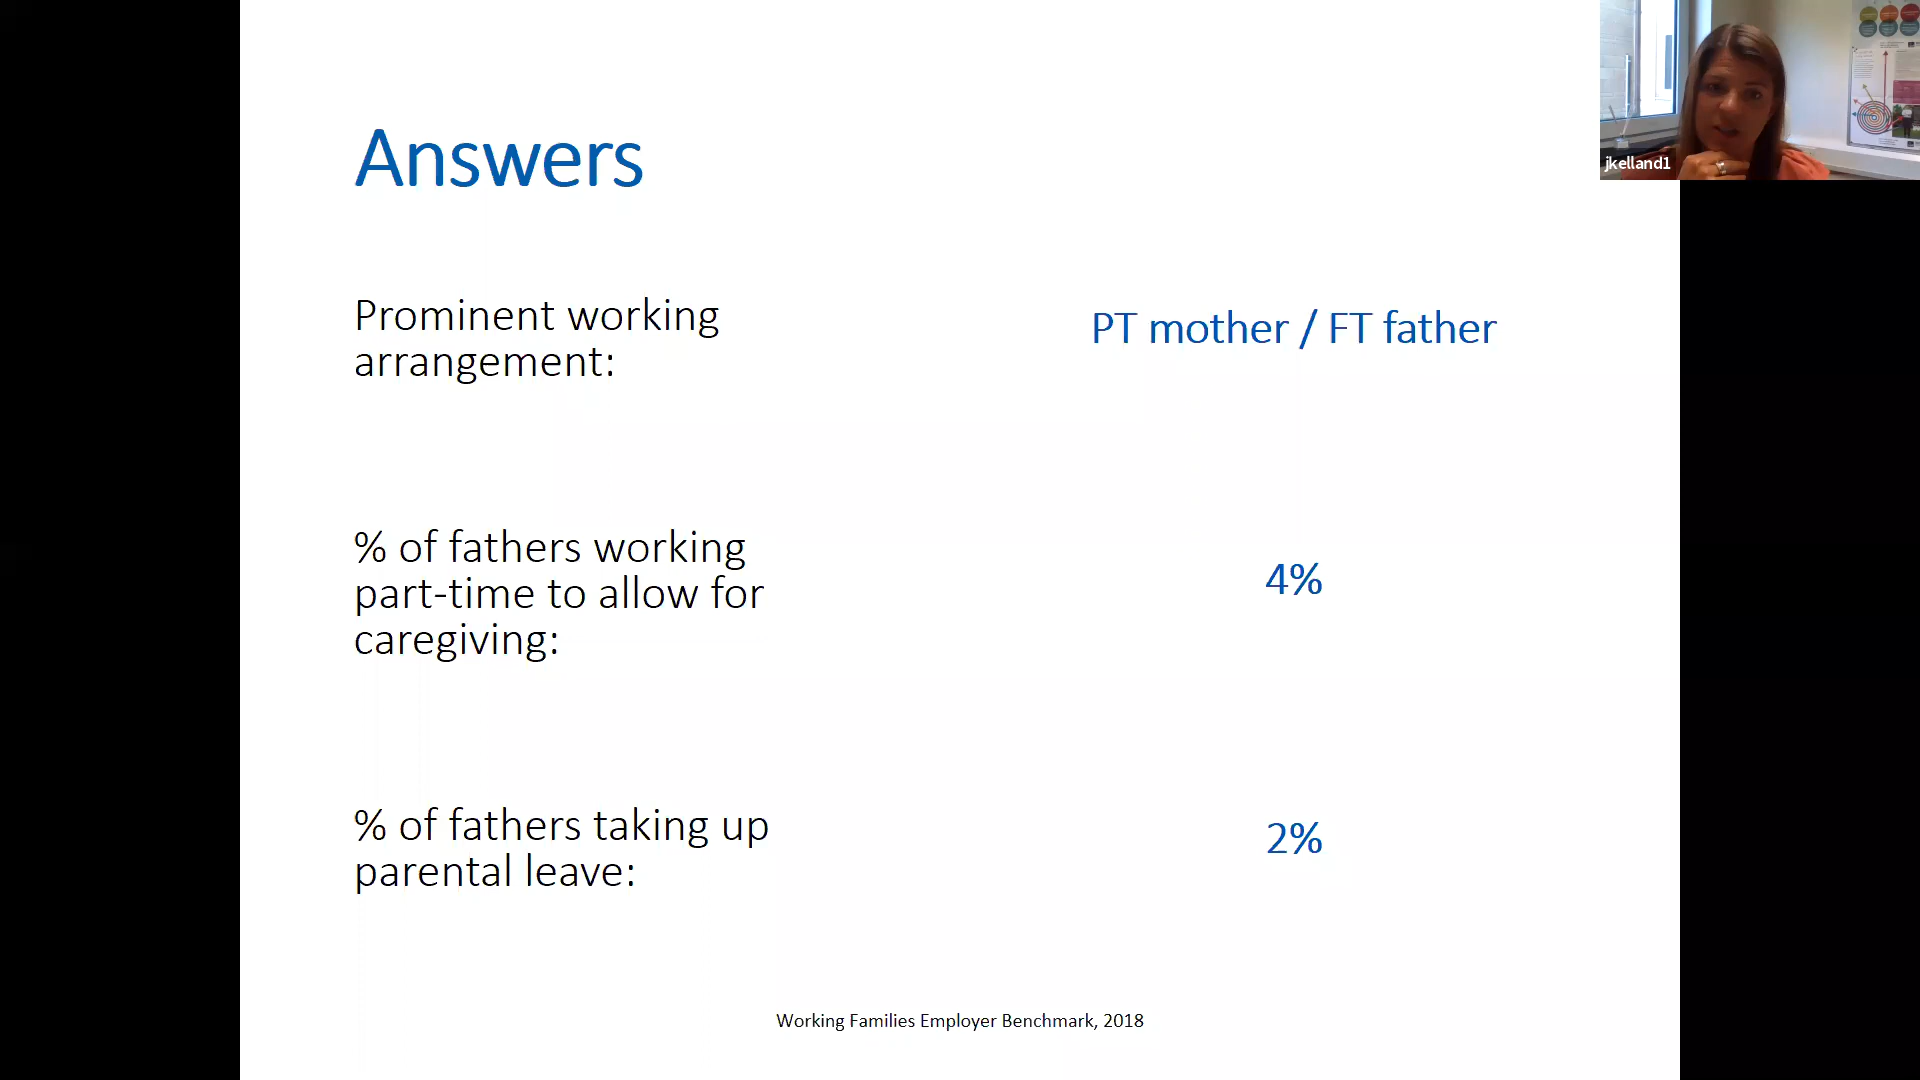 Answers
jkelland1
Prominent working
arrangement:
PT mother / FT father
% of fathers working
part-time to allow for
caregiving:
4%
% of fathers taking up
parental leave:
2%
Working Families Employer Benchmark, 2018